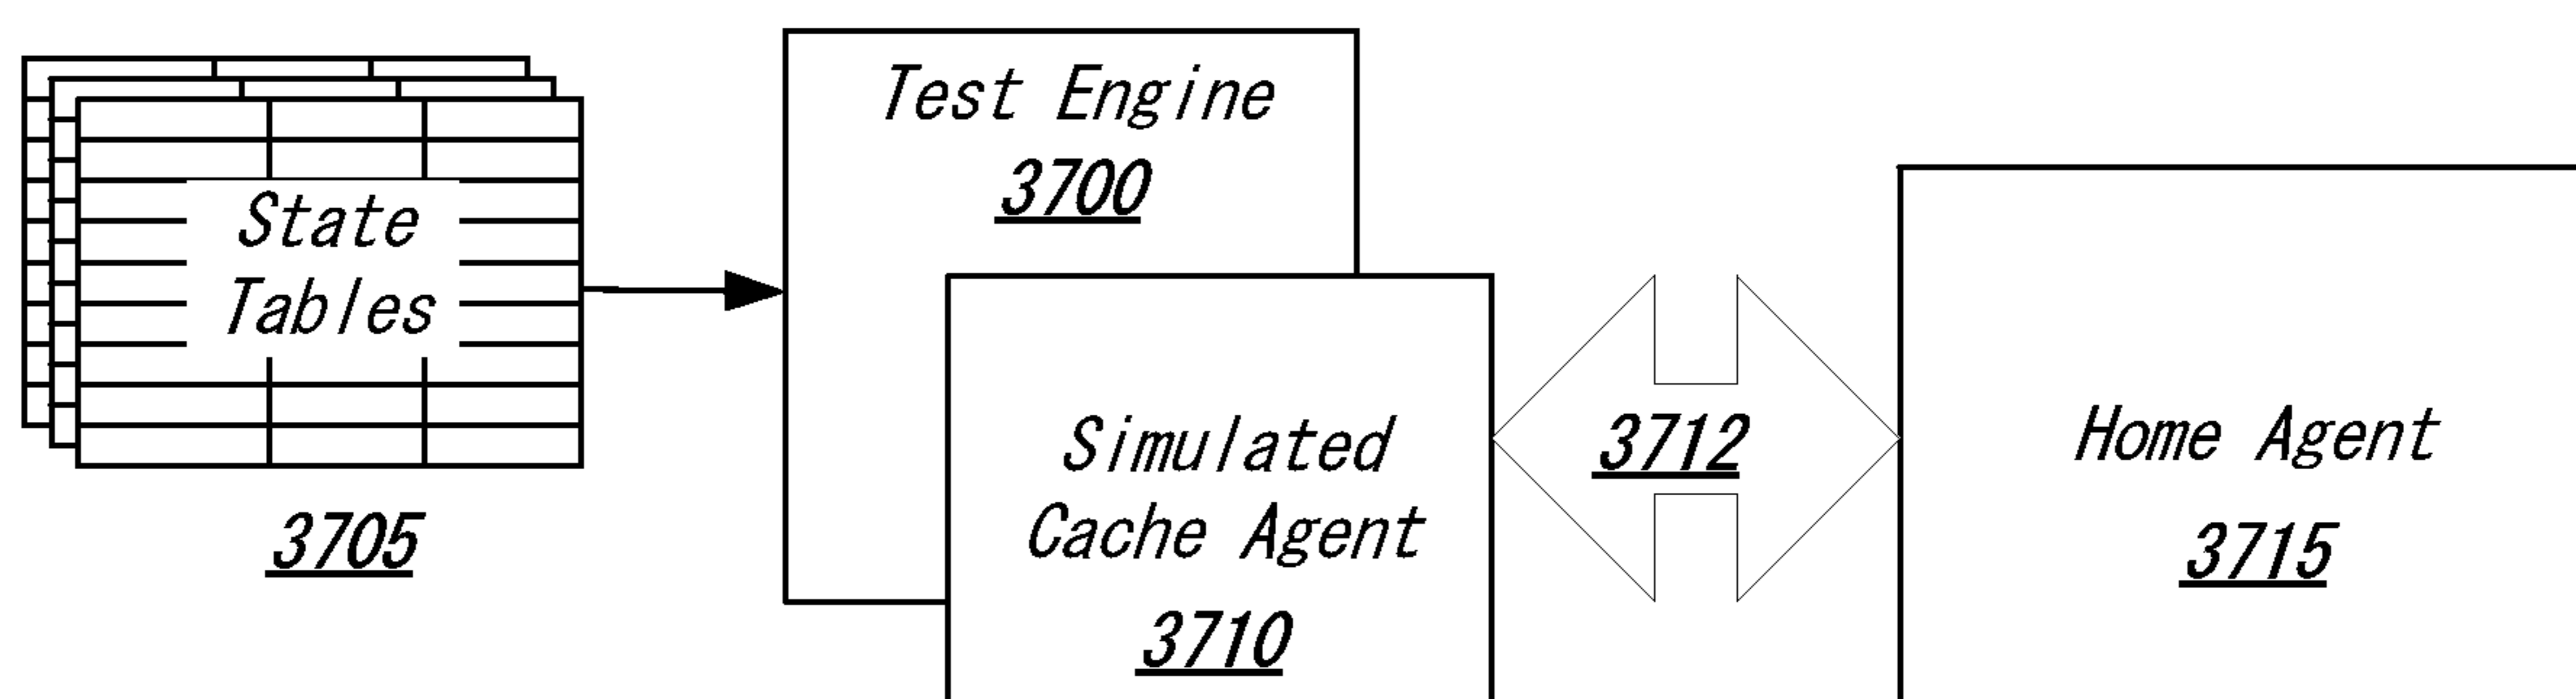 State
Tables
3705
Test Engine
3700
Simulated
Cache Agent
3710
3712
Home Agent
3715